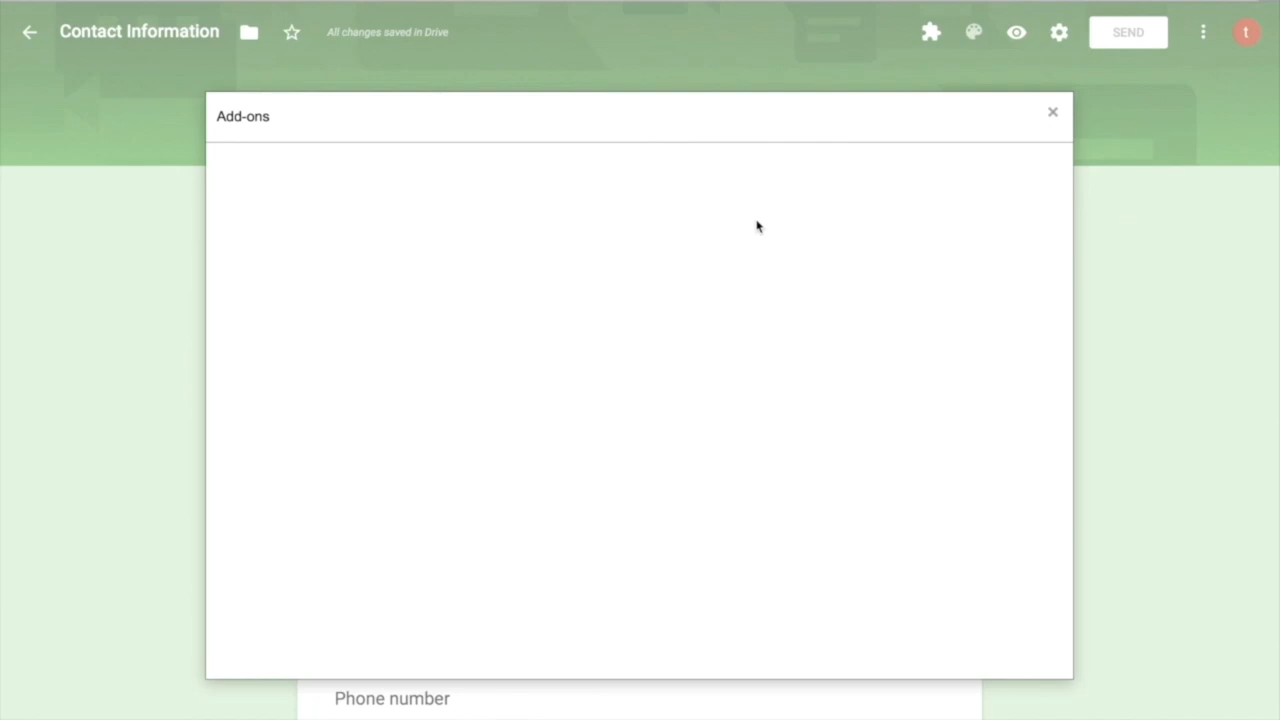 Contact Information
All changes saved in Drive
SEND
t
Add-ons
Phone number